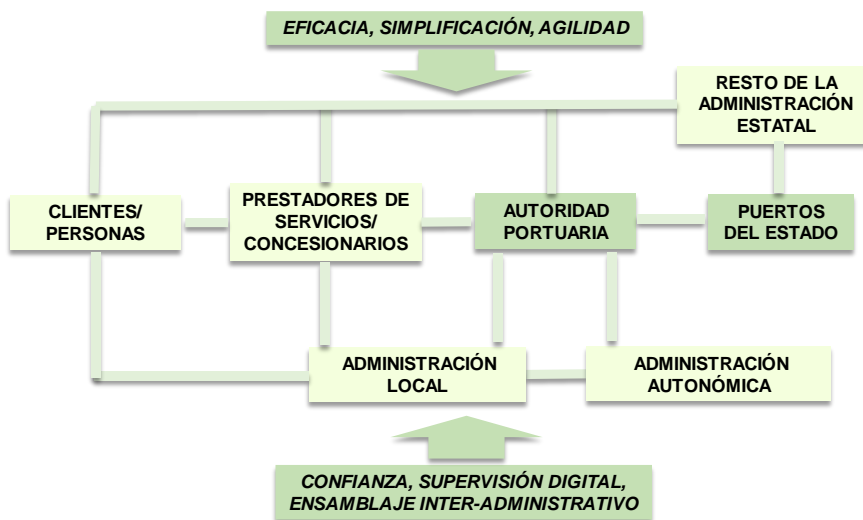 EFICACIA, SIMPLIFICACIÓN, AGILIDAD
RESTO DE LA
ADMINISTRACIÓN
ESTATAL
CLIENTES/
PERSONAS
PRESTADORES DE
SERVICIOS/
CONCESIONARIOS
AUTORIDAD
PORTUARIA
PUERTOS
DEL ESTADO
ADMINISTRACIÓN
LOCAL
ADMINISTRACIÓN
AUTONÓMICA
CONFIANZA, SUPERVISIÓN DIGITAL,
ENSAMBLAJE INTER-ADMINISTRATIVO